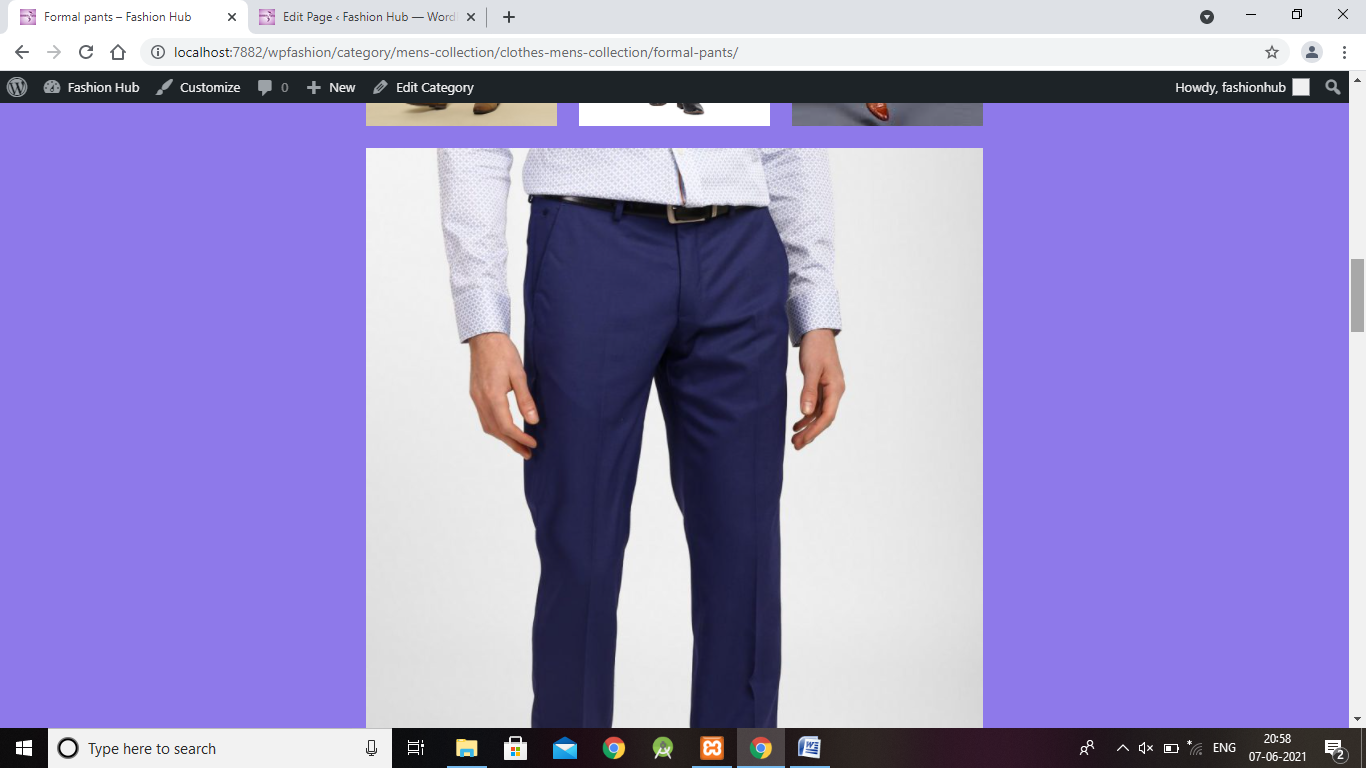 Formal pants – Fashion Hub
Edit Page ‹ Fashion Hub — Word
localhost:7882/wpfashion/category/mens-collection/clothes-mens-collection/formal-pants/
Fashion Hub
Customize
0
New
Edit Category
Howdy, fashionhub
Type here to search
ENG
20:58
07-06-2021
2